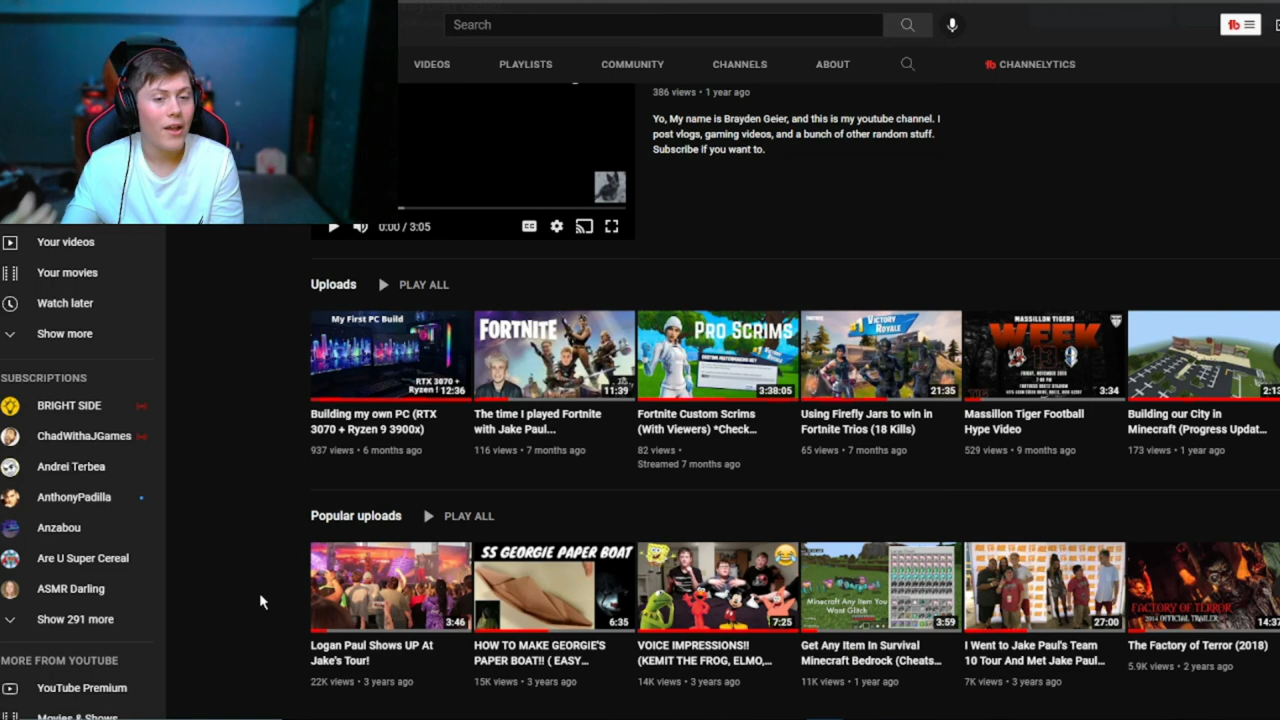 Search
VIDEOS PLAYLISTS COMMUNITY CHANNELS ABOUT CHANNELYTICS
386 views • 1 year ago
Yo, My name is Brayden Geier, and this is my youtube channel. I
post vlogs, gaming videos, and a bunch of other random stuff.
Subscribe if you want to.
0:00 / 3:05
Your videos
Your movies
Watch later
Show more
SUBSCRIPTIONS
BRIGHT SIDE
ChadWithaJGames
Andrei Terbea
AnthonyPadilla
Anzabou
Are U Super Cereal
ASMR Darling
Show 291 more
MORE FROM YOUTUBE
YouTube Premium
Movies & Shows
Uploads PLAY ALL
My First PC Build
RTX 3070 +
Ryzen 12:36
Building my own PC (RTX
3070 + Ryzen 9 3900x)
937 views • 6 months ago
FORTNITE
11:39
The time I played Fortnite
with Jake Paul...
116 views • 7 months ago
PRO SCRIMS
3:38:05
Fortnite Custom Scrims
(With Viewers) *Check...
82 views •
Streamed 7 months ago
#1 VICTORY
ROYALE
21:35
Using Firefly Jars to win in
Fortnite Trios (18 Kills)
65 views • 7 months ago
MASSILLON TIGERS
WEEK
13
3:34
Massillon Tiger Football
Hype Video
529 views • 9 months ago
2:13
Building our City in
Minecraft (Progress Updat...
173 views • 1 year ago
Popular uploads PLAY ALL
3:46
Logan Paul Shows UP At
Jake's Tour!
22K views • 3 years ago
SS GEORGIE PAPER BOAT
6:35
HOW TO MAKE GEORGIE'S
PAPER BOAT!! ( EASY...
15K views • 3 years ago
7:25
VOICE IMPRESSIONS!!
(KEMIT THE FROG, ELMO,...
14K views • 3 years ago
Minecraft Any Item You
Want Glitch
3:59
Get Any Item In Survival
Minecraft Bedrock (Cheats...
11K views • 1 year ago
27:00
I Went to Jake Paul's Team
10 Tour And Met Jake Paul...
7K views • 3 years ago
FACTORY OF TERROR
14:37
The Factory of Terror (2018)
5.9K views • 2 years ago